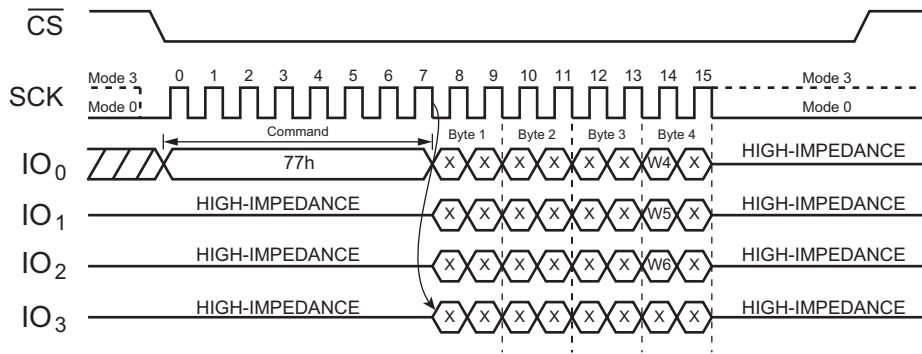 CS
Mode 3 0 1 2 3 4 5 6 7 8 9 10 11 12 13 14 15 Mode 3
SCK
Mode 0 Mode 0
Command Byte 1 Byte 2 Byte 3 Byte 4
IO0 77h X X X X X X W4 X HIGH-IMPEDANCE
IO1 HIGH-IMPEDANCE X X X X X X W5 X HIGH-IMPEDANCE
IO2 HIGH-IMPEDANCE X X X X X X W6 X HIGH-IMPEDANCE
IO3 HIGH-IMPEDANCE X X X X X X X X HIGH-IMPEDANCE